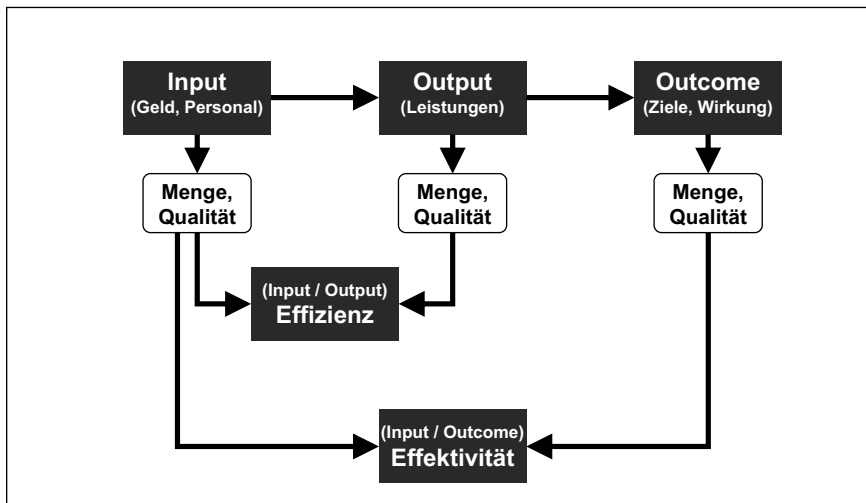 Input
(Geld, Personal)
Output
(Leistungen)
Outcome
(Ziele, Wirkung)
Menge,
Qualität
Menge,
Qualität
Menge,
Qualität
(Input / Output)
Effizienz
(Input / Outcome)
Effektivität